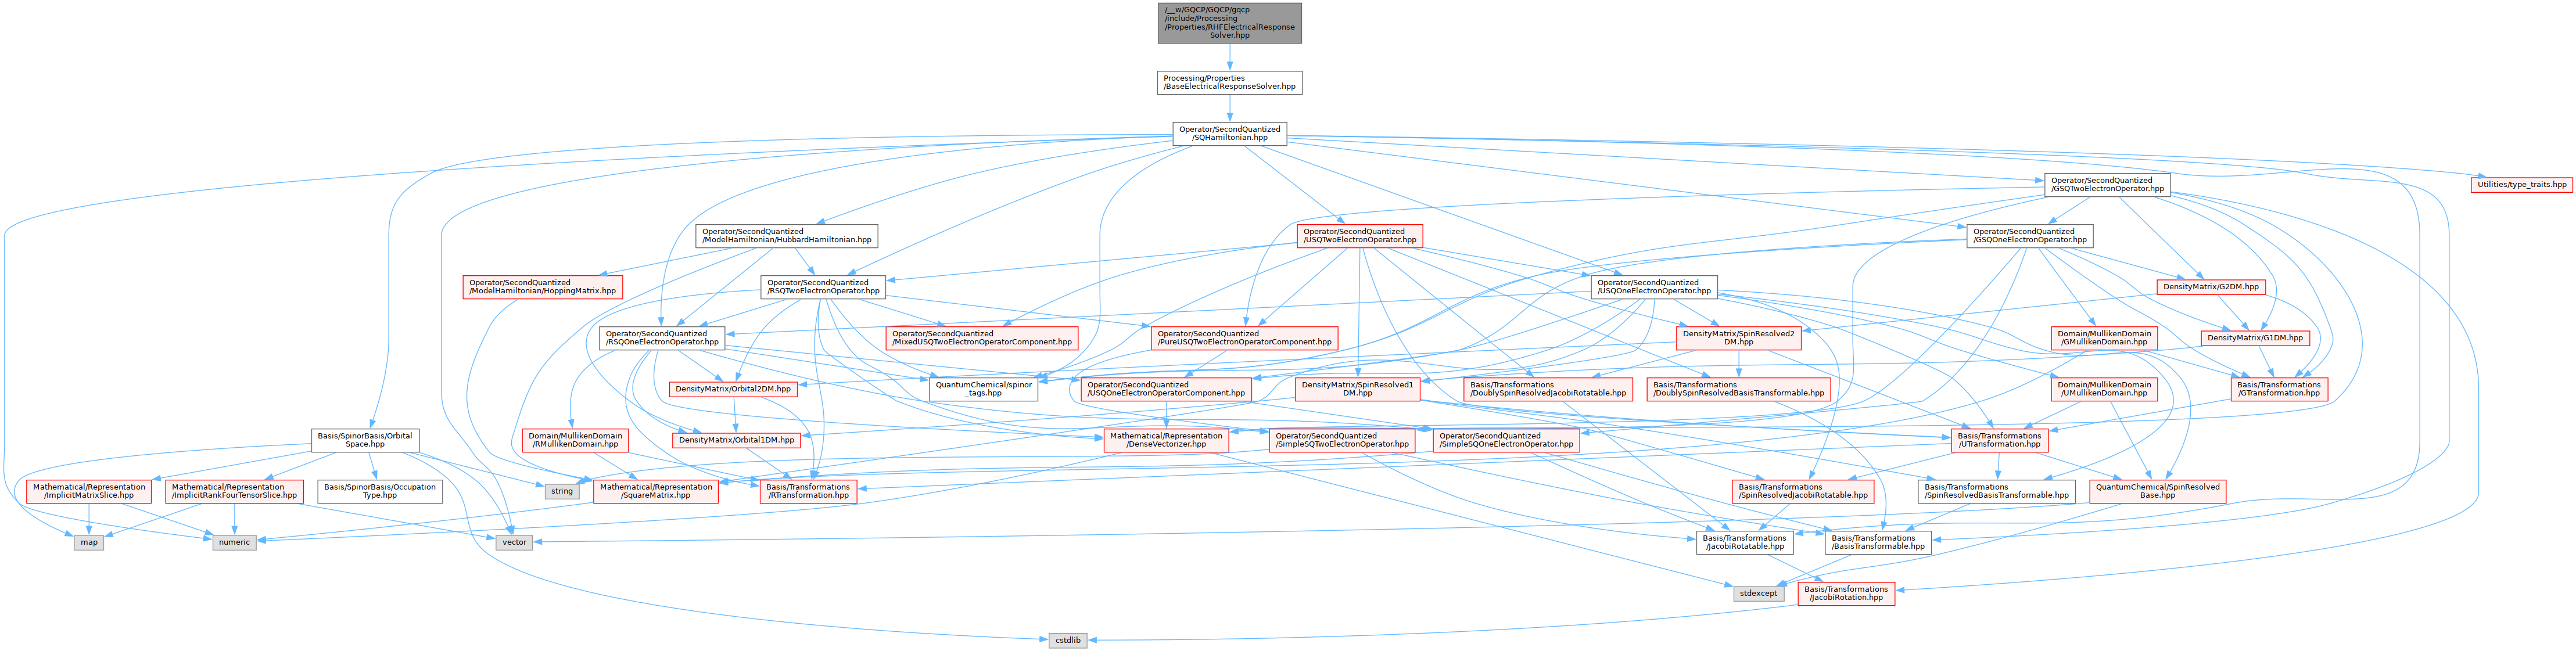 /__w/GQCP/GQCP/gqcp
/include/Processing
/Properties/RHFElectricalResponse
Solver.hpp
Processing/Properties
/BaseElectricalResponseSolver.hpp
Operator/SecondQuantized
/SQHamiltonian.hpp
Operator/SecondQuantized
/GSQTwoElectronOperator.hpp
Utilities/type_traits.hpp
Operator/SecondQuantized
/ModelHamiltonian/HubbardHamiltonian.hpp
Operator/SecondQuantized
/USQTwoElectronOperator.hpp
Operator/SecondQuantized
/GSQOneElectronOperator.hpp
Operator/SecondQuantized
/ModelHamiltonian/HoppingMatrix.hpp
Operator/SecondQuantized
/RSQTwoElectronOperator.hpp
Operator/SecondQuantized
/USQOneElectronOperator.hpp
DensityMatrix/G2DM.hpp
Operator/SecondQuantized
/RSQOneElectronOperator.hpp
Operator/SecondQuantized
/MixedUSQTwoElectronOperatorComponent.hpp
Operator/SecondQuantized
/PureUSQTwoElectronOperatorComponent.hpp
DensityMatrix/SpinResolved2
DM.hpp
Domain/MullikenDomain
/GMullikenDomain.hpp
DensityMatrix/G1DM.hpp
DensityMatrix/Orbital2DM.hpp
QuantumChemical/spinor
_tags.hpp
Operator/SecondQuantized
/USQOneElectronOperatorComponent.hpp
DensityMatrix/SpinResolved1
DM.hpp
Basis/Transformations
/DoublySpinResolvedJacobiRotatable.hpp
Basis/Transformations
/DoublySpinResolvedBasisTransformable.hpp
Domain/MullikenDomain
/UMullikenDomain.hpp
Basis/Transformations
/GTransformation.hpp
Basis/SpinorBasis/Orbital
Space.hpp
Domain/MullikenDomain
/RMullikenDomain.hpp
DensityMatrix/Orbital1DM.hpp
Mathematical/Representation
/DenseVectorizer.hpp
Operator/SecondQuantized
/SimpleSQTwoElectronOperator.hpp
Operator/SecondQuantized
/SimpleSQOneElectronOperator.hpp
Basis/Transformations
/UTransformation.hpp
Mathematical/Representation
/ImplicitMatrixSlice.hpp
Mathematical/Representation
/ImplicitRankFourTensorSlice.hpp
Basis/SpinorBasis/Occupation
Type.hpp
string
Mathematical/Representation
/SquareMatrix.hpp
Basis/Transformations
/RTransformation.hpp
Basis/Transformations
/SpinResolvedJacobiRotatable.hpp
Basis/Transformations
/SpinResolvedBasisTransformable.hpp
QuantumChemical/SpinResolved
Base.hpp
map
numeric
vector
Basis/Transformations
/JacobiRotatable.hpp
Basis/Transformations
/BasisTransformable.hpp
stdexcept
Basis/Transformations
/JacobiRotation.hpp
cstdlib